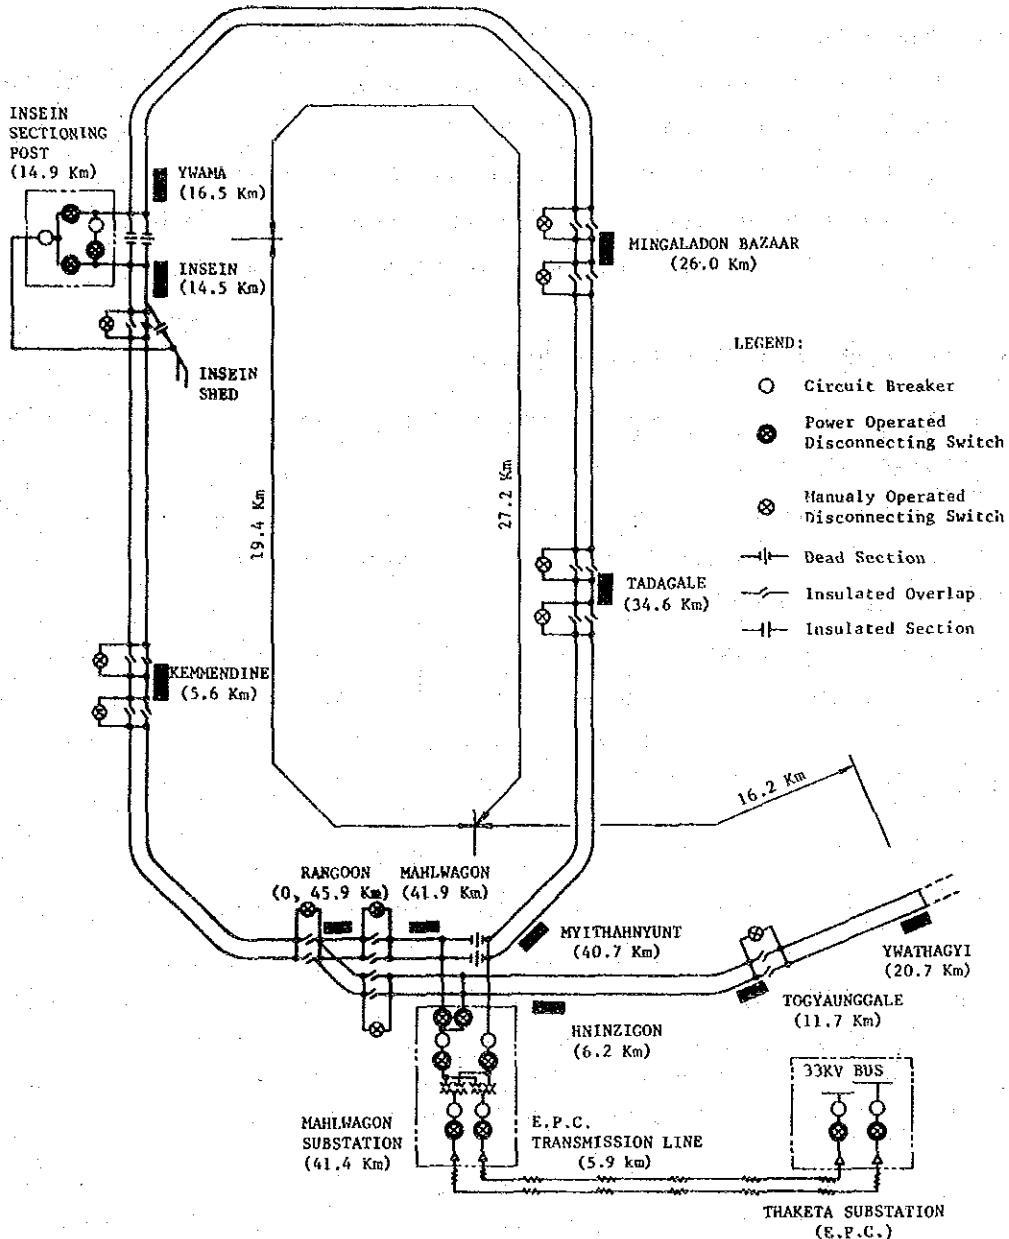 INSEIN
SECTIONING
POST
(14.9 Km)
YWAMA
(16.5 Km)
INSEIN
(14.5 Km)
INSEIN
SHED
MINGALADON BAZAAR
(26.0 Km)
LEGEND:
Circuit Breaker
Power Operated
Disconnecting Switch
Manualy Operated
Disconnecting Switch
Dead Section
Insulated Overlap
Insulated Section
19.4 Km
27.2 Km
TADAGALE
(34.6 Km)
KEMMENDINE
(5.6 Km)
16.2 Km
RANGOON
(0, 45.9 Km)
MAHLWAGON
(41.9 Km)
MYITHAHNYUNT
(40.7 Km)
YWATHAGYI
(20.7 Km)
TOGYAUNGGALE
(11.7 Km)
HNINZIGON
(6.2 Km)
33KV BUS
MAHLWAGON
SUBSTATION
(41.4 Km)
E.P.C.
TRANSMISSION LINE
(5.9 km)
THAKETA SUBSTATION
(E.P.C.)